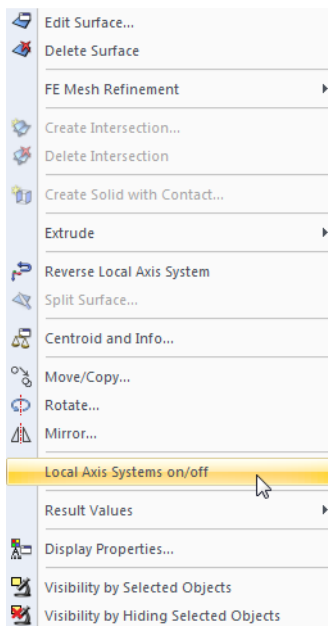 Edit Surface...
Delete Surface
FE Mesh Refinement
Create Intersection...
Delete Intersection
Create Solid with Contact...
Extrude
Reverse Local Axis System
Split Surface...
Centroid and Info...
Move/Copy...
Rotate...
Mirror...
Local Axis Systems on/off
Result Values
Display Properties...
Visibility by Selected Objects
Visibility by Hiding Selected Objects